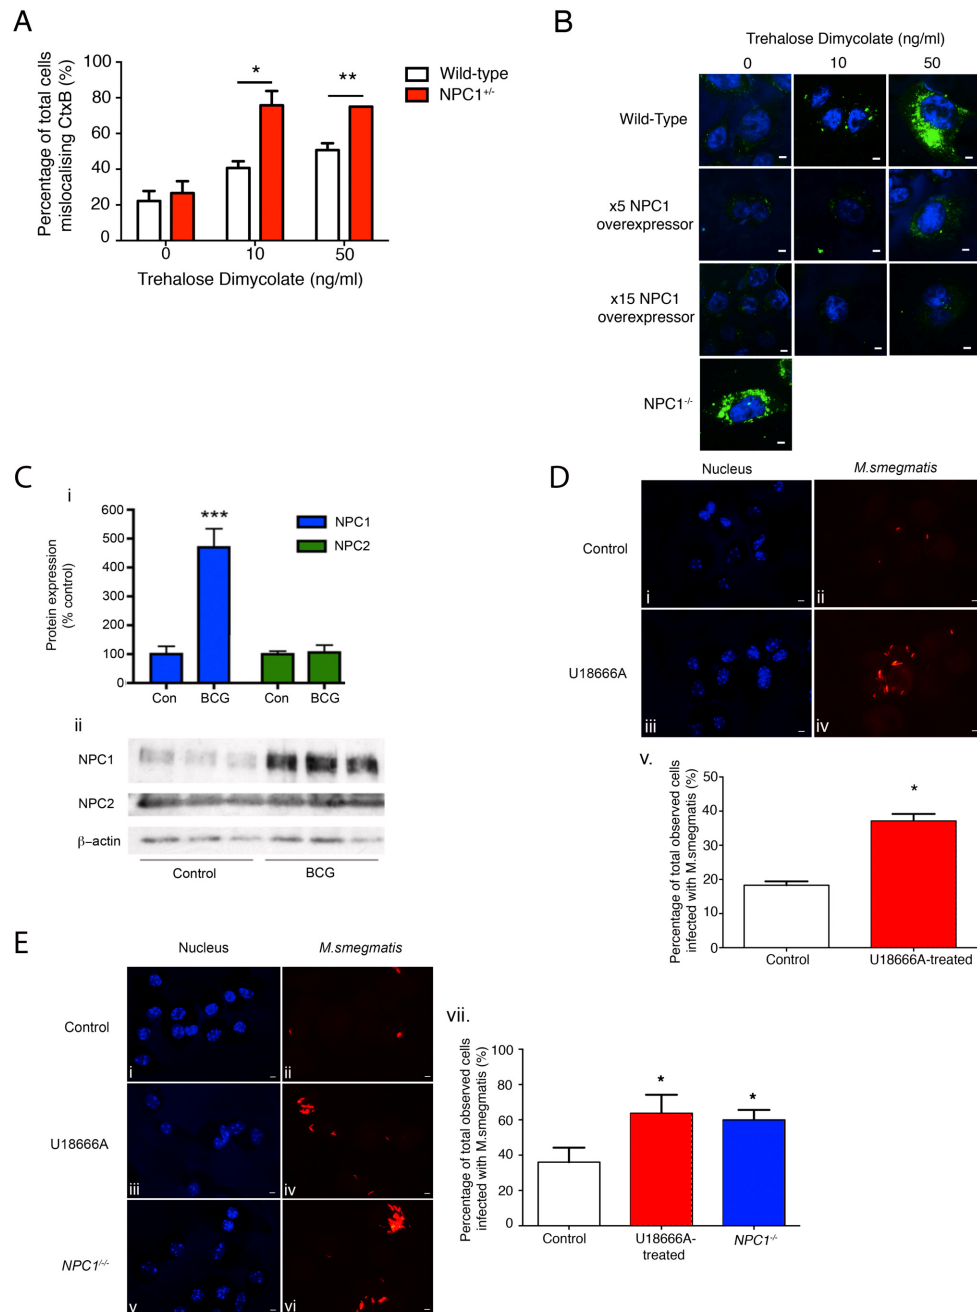 A
Percentage of total cells
mislocalising CtxB (%)
80
60
40
20
0
*
**
Wild-type
NPC1+/-
0
10
50
Trehalose Dimycolate (ng/ml)
B
Trehalose Dimycolate (ng/ml)
0
10
50
Wild-Type
x5 NPC1
overexpressor
x15 NPC1
overexpressor
NPC1-/-
C
i
Protein expression
(% control)
600
500
400
300
200
100
0
***
NPC1
NPC2
Con
BCG
Con
BCG
ii
NPC1
NPC2
β–actin
Control
BCG
D
Nucleus
M.smegmatis
Control
i
ii
U18666A
iii
iv
v.
Percentage of total observed cells
infected with M.smegmatis (%)
50
40
30
20
10
0
*
Control
U18666A-treated
E
Nucleus
M.smegmatis
Control
i
ii
U18666A
iii
iv
NPC1-/-
v
vi
vii.
Percentage of total observed cells
infected with M.smegmatis (%)
100
80
60
40
20
0
*
*
Control
U18666A-
treated
NPC1-/-